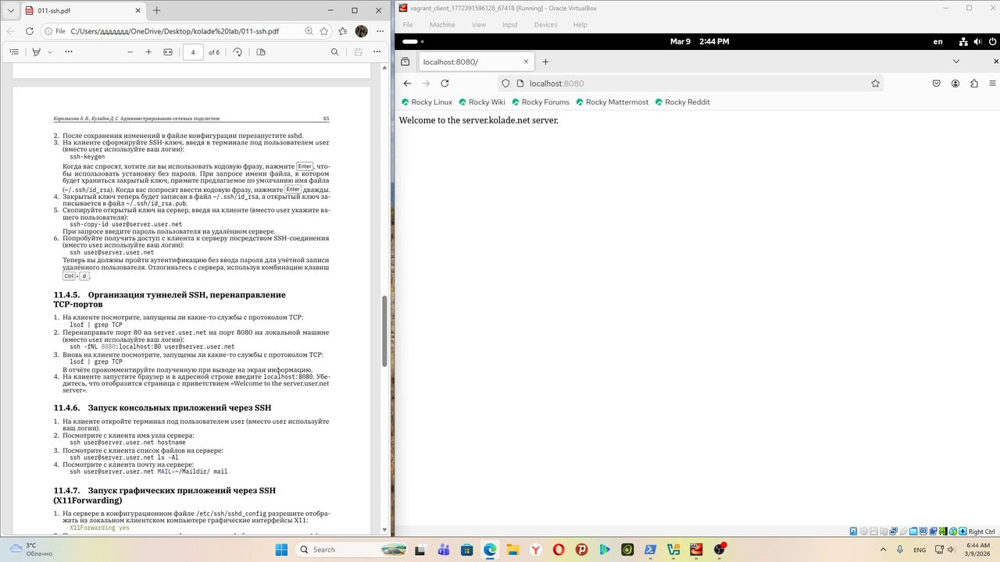 011-ssh.pdf
File C:/Users/ддддддд/OneDrive/Desktop/kolade%20lab/011-ssh.pdf
4 of 6
Королькова А. В., Кулябов Д. С. Администрирование сетевых подсистем 85
2. После сохранения изменений в файле конфигурации перезапустите sshd.
3. На клиенте сформируйте SSH-ключ, введя в терминале под пользователем user
(вместо user используйте ваш логин):
ssh-keygen
Когда вас спросят, хотите ли вы использовать кодовую фразу, нажмите Enter, что-
бы использовать установку без пароля. При запросе имени файла, в котором
будет храниться закрытый ключ, примите предлагаемое по умолчанию имя файла
(~/.ssh/id_rsa). Когда вас попросят ввести кодовую фразу, нажмите Enter дважды.
4. Закрытый ключ теперь будет записан в файл ~/.ssh/id_rsa, а открытый ключ за-
писывается в файл ~/.ssh/id_rsa.pub.
5. Скопируйте открытый ключ на сервер, введя на клиенте (вместо user укажите ва-
шего пользователя):
ssh-copy-id user@server.user.net
При запросе введите пароль пользователя на удалённом сервере.
6. Попробуйте получить доступ с клиента к серверу посредством SSH-соединения
(вместо user используйте ваш логин):
ssh user@server.user.net
Теперь вы должны пройти аутентификацию без ввода пароля для учётной записи
удалённого пользователя. Отлогиньтесь с сервера, используя комбинацию клавиш
Ctrl + d .
11.4.5. Организация туннелей SSH, перенаправление
TCP-портов
1. На клиенте посмотрите, запущены ли какие-то службы с протоколом TCP:
lsof | grep TCP
2. Перенаправьте порт 80 на server.user.net на порт 8080 на локальной машине
(вместо user используйте ваш логин):
ssh -fNL 8080:localhost:80 user@server.user.net
3. Вновь на клиенте посмотрите, запущены ли какие-то службы с протоколом TCP:
lsof | grep TCP
В отчёте прокомментируйте полученную при выводе на экран информацию.
4. На клиенте запустите браузер и в адресной строке введите localhost:8080. Убе-
дитесь, что отобразится страница с приветствием «Welcome to the server.user.net
server».
11.4.6. Запуск консольных приложений через SSH
1. На клиенте откройте терминал под пользователем user (вместо user используйте
ваш логин).
2. Посмотрите с клиента имя узла сервера:
ssh user@server.user.net hostname
3. Посмотрите с клиента список файлов на сервере:
ssh user@server.user.net ls -Al
4. Посмотрите с клиента почту на сервере:
ssh user@server.user.net MAIL=~/Maildir/ mail
11.4.7. Запуск графических приложений через SSH
(X11Forwarding)
1. На сервере в конфигурационном файле /etc/ssh/sshd_config разрешите отобра-
жать на локальном клиентском компьютере графические интерфейсы X11:
X11Forwarding yes
vagrant_client_1772391596128_67418 [Running] - Oracle VirtualBox
File Machine View Input Devices Help
Mar 9 2:44 PM en
localhost:8080/
localhost:8080
Rocky Linux Rocky Wiki Rocky Forums Rocky Mattermost Rocky Reddit
Welcome to the server.kolade.net server.
Right Ctrl
3°C
Облачно
Search
ENG
6:44 AM
3/9/2026